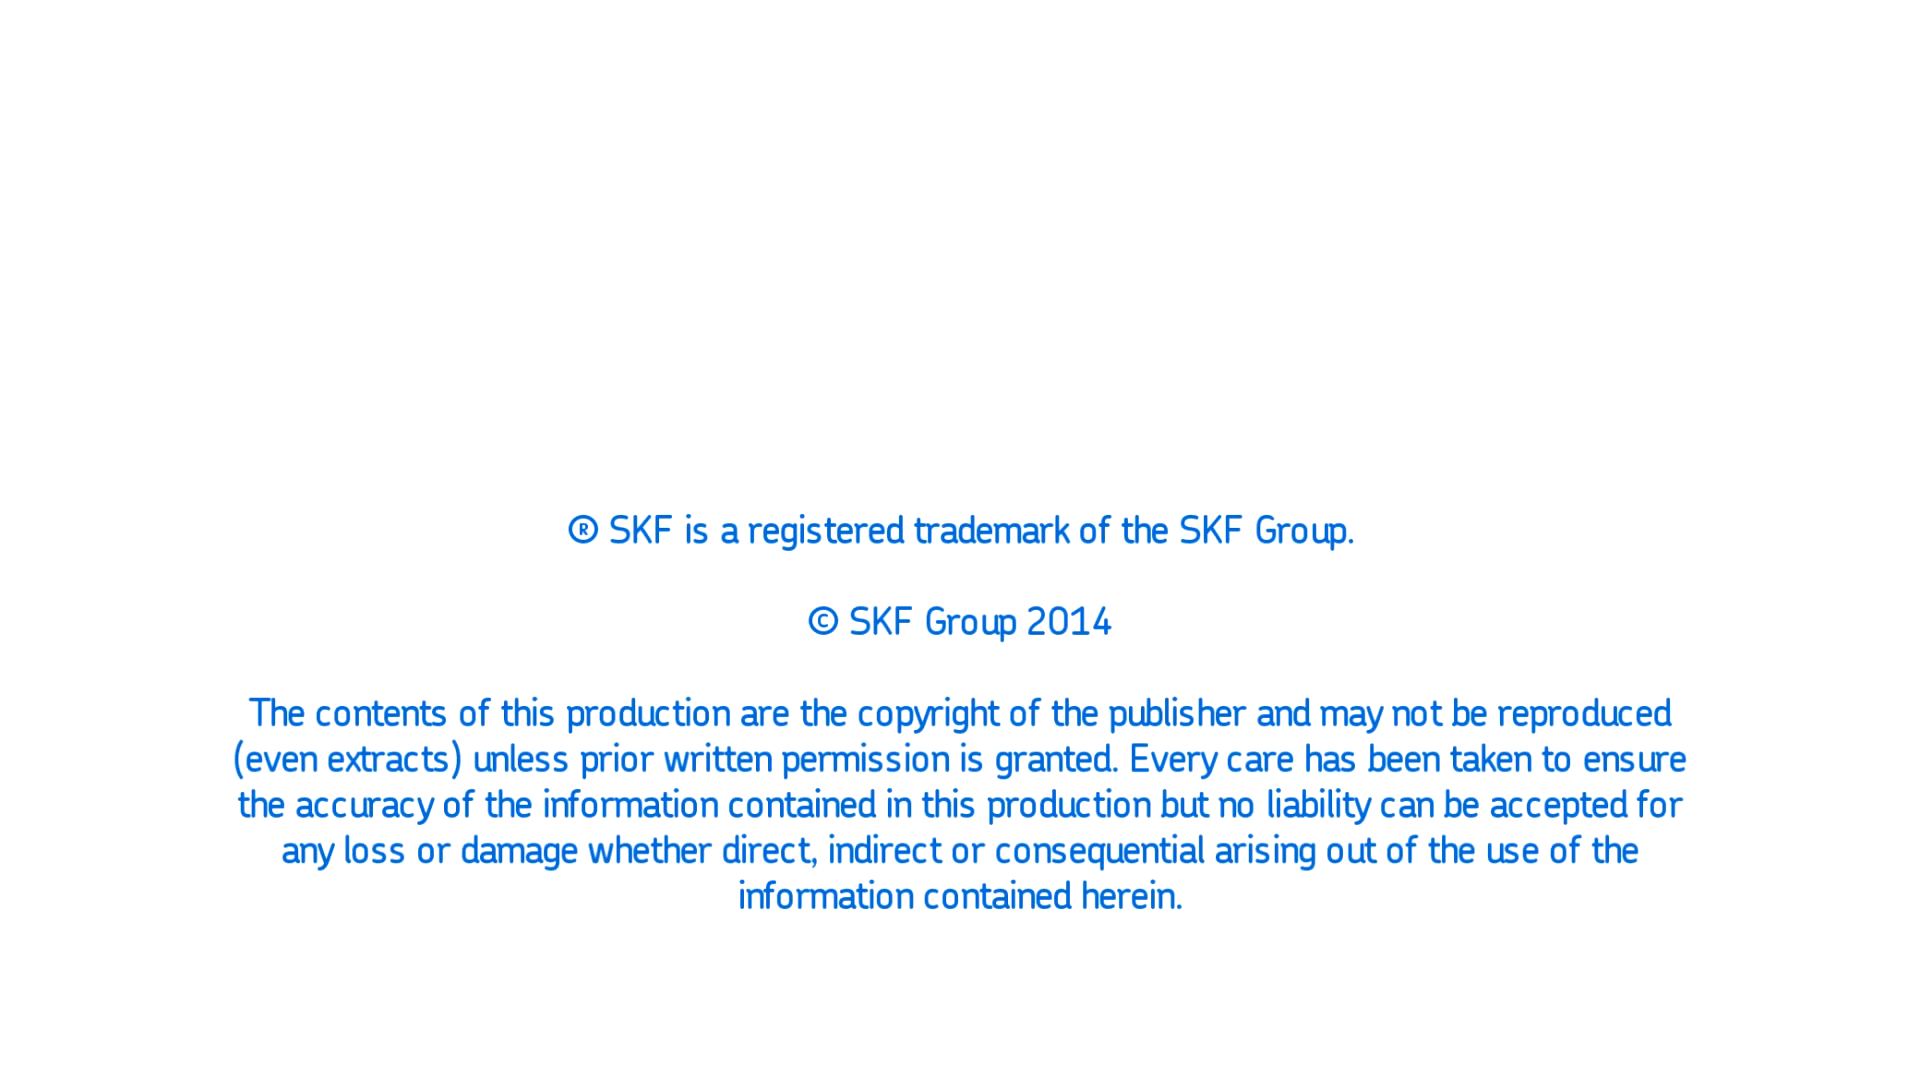 ® SKF is a registered trademark of the SKF Group.
© SKF Group 2014
The contents of this production are the copyright of the publisher and may not be reproduced
(even extracts) unless prior written permission is granted. Every care has been taken to ensure
the accuracy of the information contained in this production but no liability can be accepted for
any loss or damage whether direct, indirect or consequential arising out of the use of the
information contained herein.